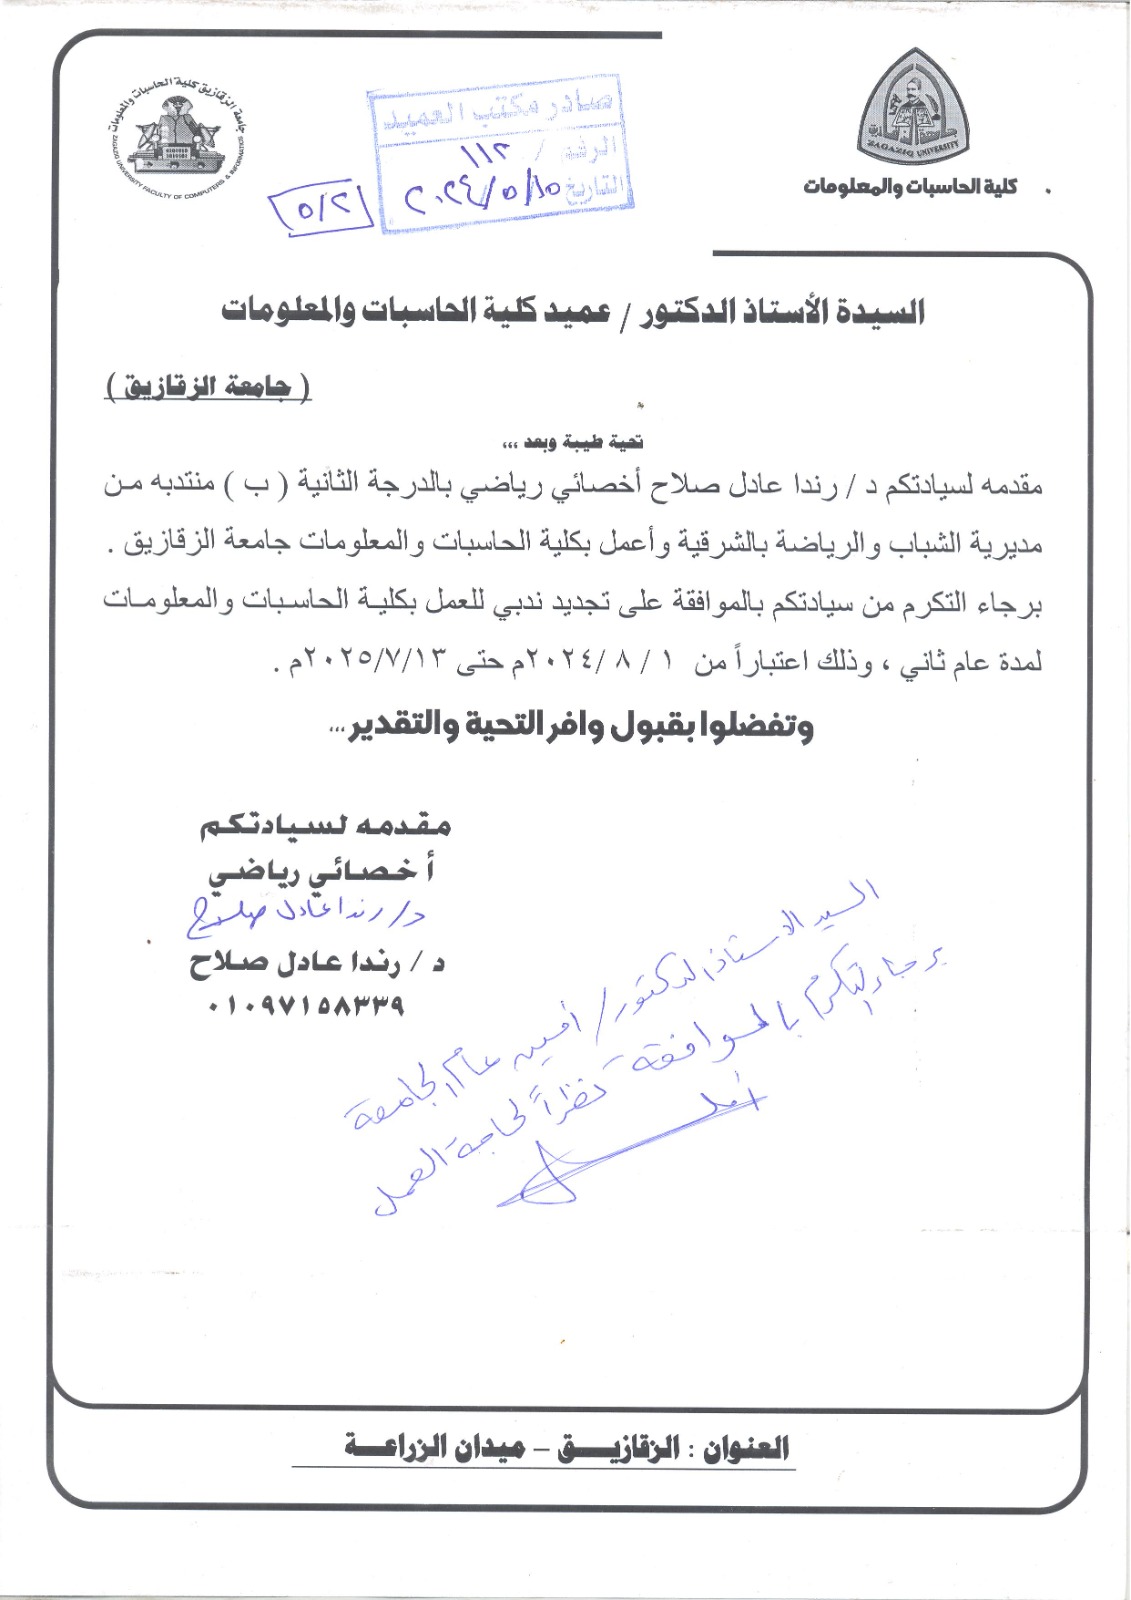 جامعة الزقازيق كلية الحاسبات والمعلومات
ZAGAZIG UNIVERSITY FACULTY OF COMPUTERS & INFORMATICS
ZAGAZIQ UNIVERSITY
كلية الحاسبات والمعلومات .
صادر مكتب العميد
الرقم / ١١٢
التاريخ ٢٠٢٤/٥/١٥
٥/٢
السيدة الأستاذ الدكتور / عميد كلية الحاسبات والمعلومات
( جامعة الزقازيق )
تحية طيبة وبعد ,,,
مقدمه لسيادتكم د / رندا عادل صلاح أخصائي رياضي بالدرجة الثانية ( ب ) منتدبه من
مديرية الشباب والرياضة بالشرقية وأعمل بكلية الحاسبات والمعلومات جامعة الزقازيق .
برجاء التكرم من سيادتكم بالموافقة على تجديد ندبي للعمل بكلية الحاسبات والمعلومات
لمدة عام ثاني ، وذلك اعتباراً من ١ / ٨ /٢٠٢٤م حتى ٢٠٢٥/٧/١٣م .
وتفضلوا بقبول وافر التحية والتقدير,,,
مقدمه لسيادتكم
أخصائي رياضي
د/ رندا عادل صلاح
د / رندا عادل صلاح
٠١٠٩٧١٥٨٣٣٩
السيد الاستاذ الدكتور / أمين عام الجامعة
برجاء التكرم بالموافقة نظراً لحاجة العمل
العنوان : الزقازيق – ميدان الزراعة